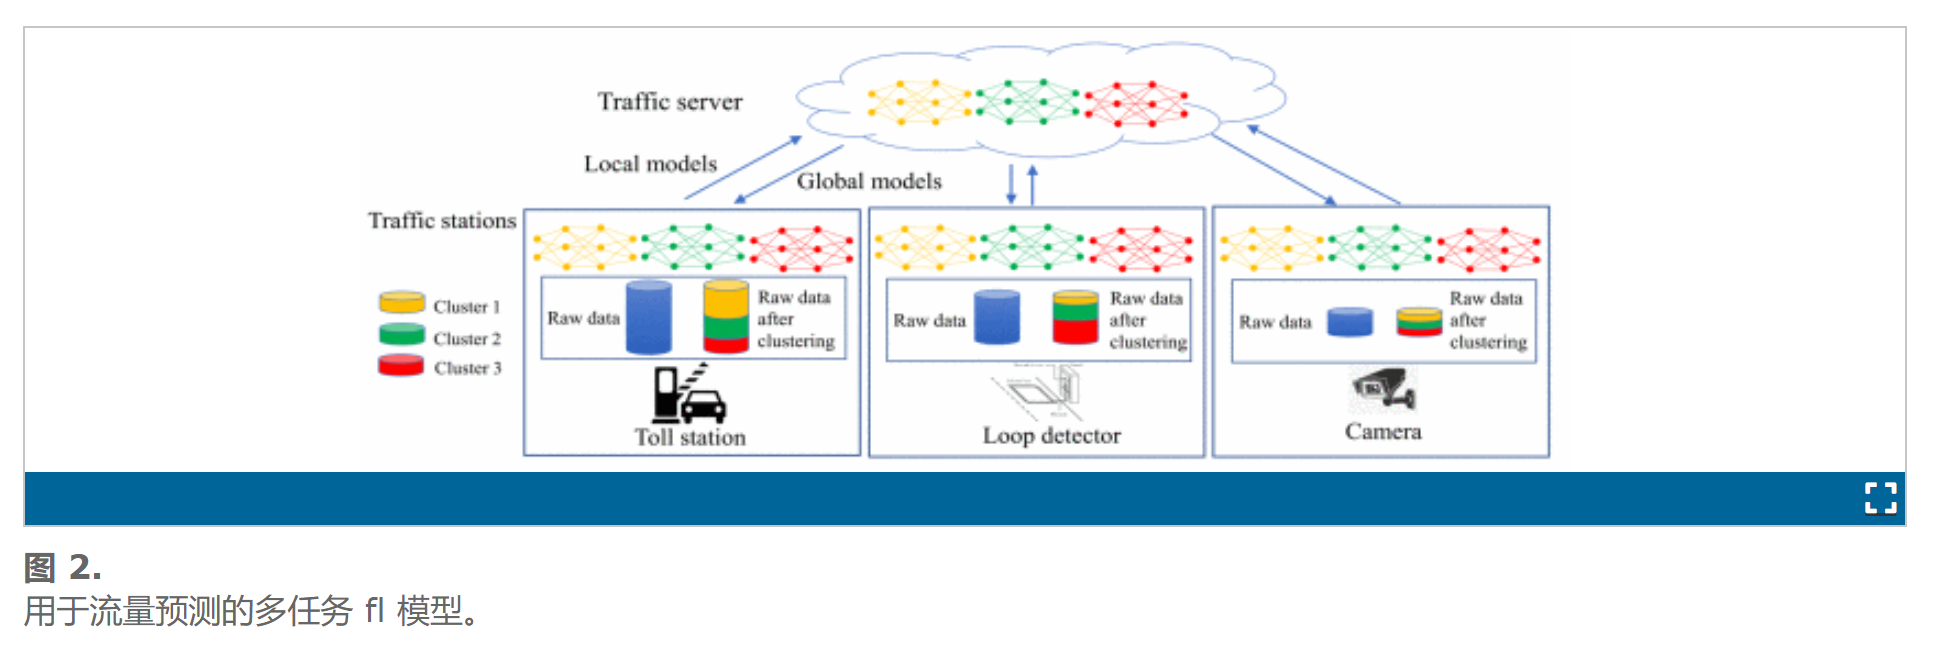 Traffic server
Local models
Global models
Traffic stations
Cluster 1
Cluster 2
Cluster 3
Raw data
Raw data
after
clustering
Toll station
Raw data
Raw data
after
clustering
Loop detector
Raw data
Raw data
after
clustering
Camera
图 2.
用于流量预测的多任务 fl 模型。